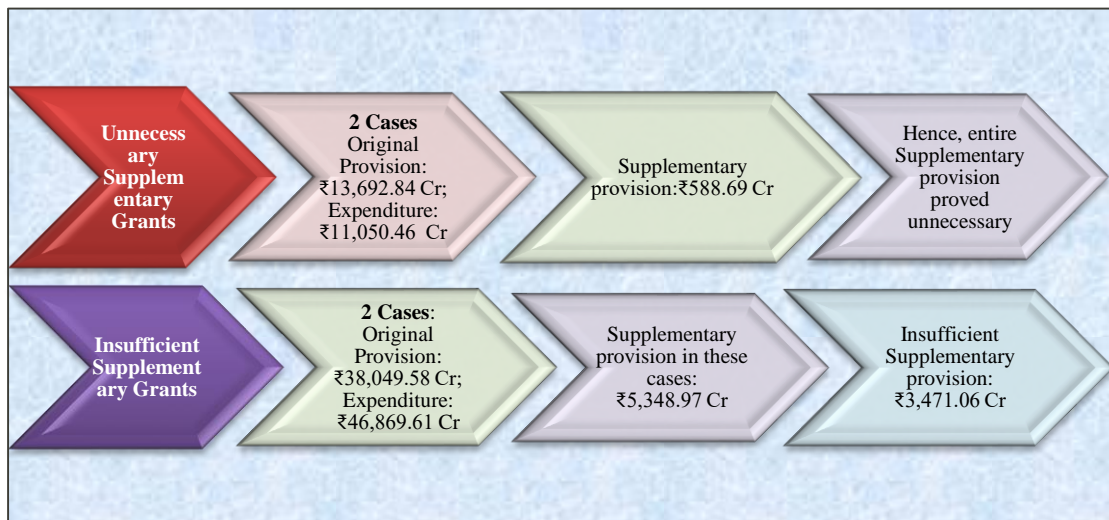 Unnecess
ary
Supplem
entary
Grants
2 Cases
Original
Provision:
₹13,692.84 Cr;
Expenditure:
₹11,050.46 Cr
Supplementary
provision:₹588.69 Cr
Hence, entire
Supplementary
provision
proved
unnecessary
Insufficient
Supplement
ary Grants
2 Cases:
Original
Provision:
₹38,049.58 Cr;
Expenditure:
₹46,869.61 Cr
Supplementary
provision in these
cases:
₹5,348.97 Cr
Insufficient
Supplementary
provision:
₹3,471.06 Cr